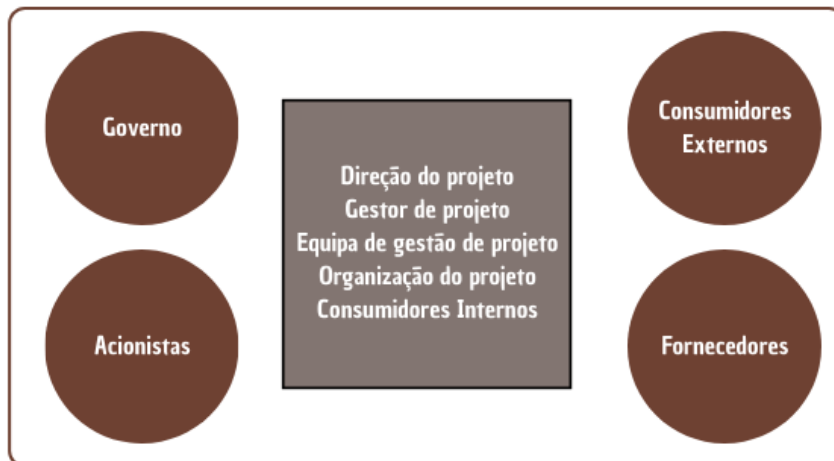 Governo
Acionistas
Direção do projeto
Gestor de projeto
Equipa de gestão de projeto
Organização do projeto
Consumidores Internos
Consumidores
Externos
Fornecedores